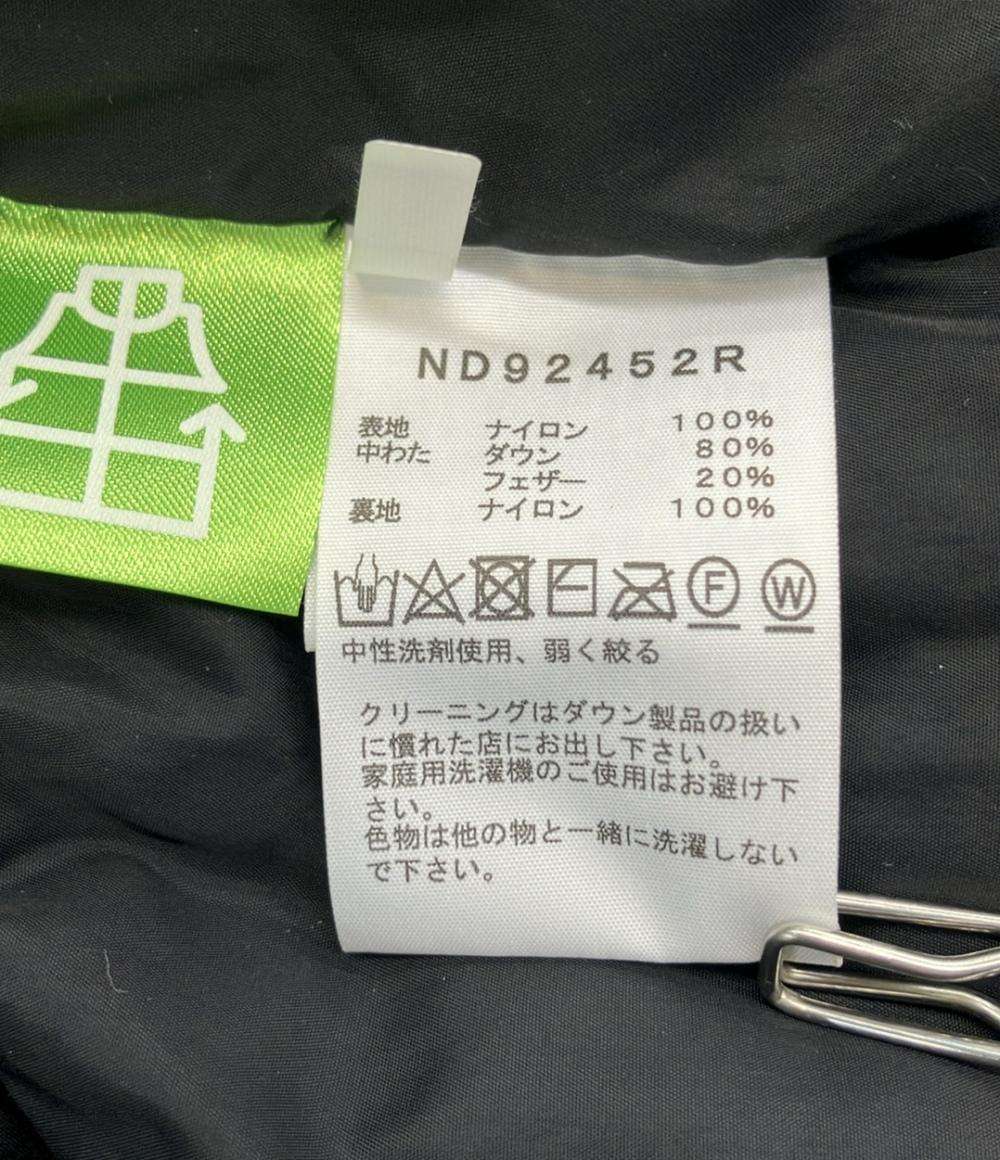 ND92452R
表地 ナイロン 100%
中わた ダウン 80%
フェザー 20%
裏地 ナイロン 100%
F W
中性洗剤使用、弱く絞る
クリーニングはダウン製品の扱い
に慣れた店にお出し下さい。
家庭用洗濯機のご使用はお避け下
さい。
色物は他の物と一緒に洗濯しない
で下さい。